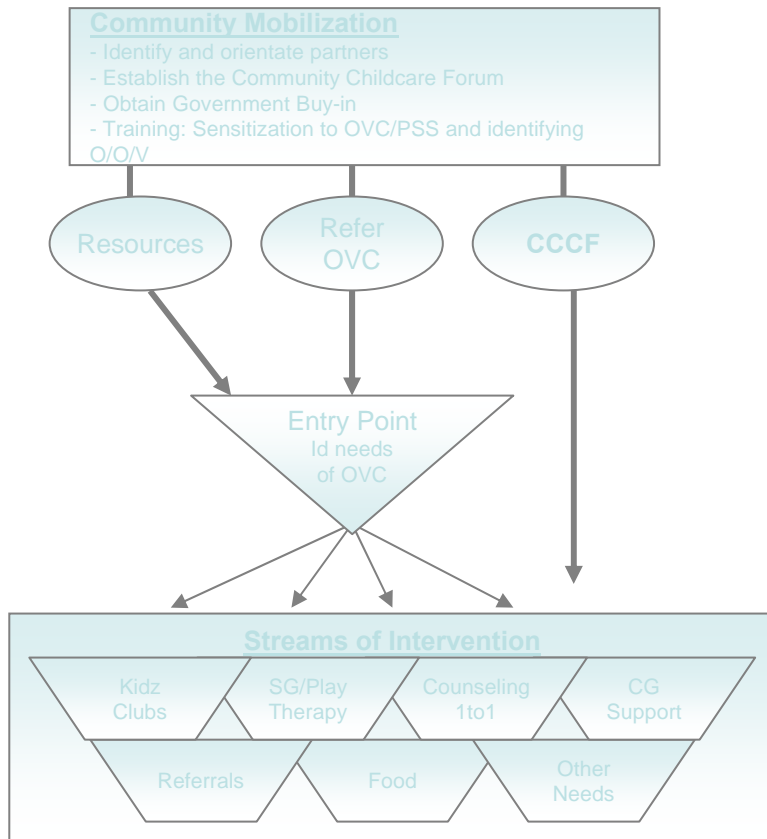 Community Mobilization
- Identify and orientate partners
- Establish the Community Childcare Forum
- Obtain Government Buy-in
- Training: Sensitization to OVC/PSS and identifying
O/O/V
Resources
Refer
OVC
CCCF
Entry Point
Id needs
of OVC
Streams of Intervention
Kidz
Clubs
SG/Play
Therapy
Counseling
1to1
CG
Support
Referrals
Food
Other
Needs